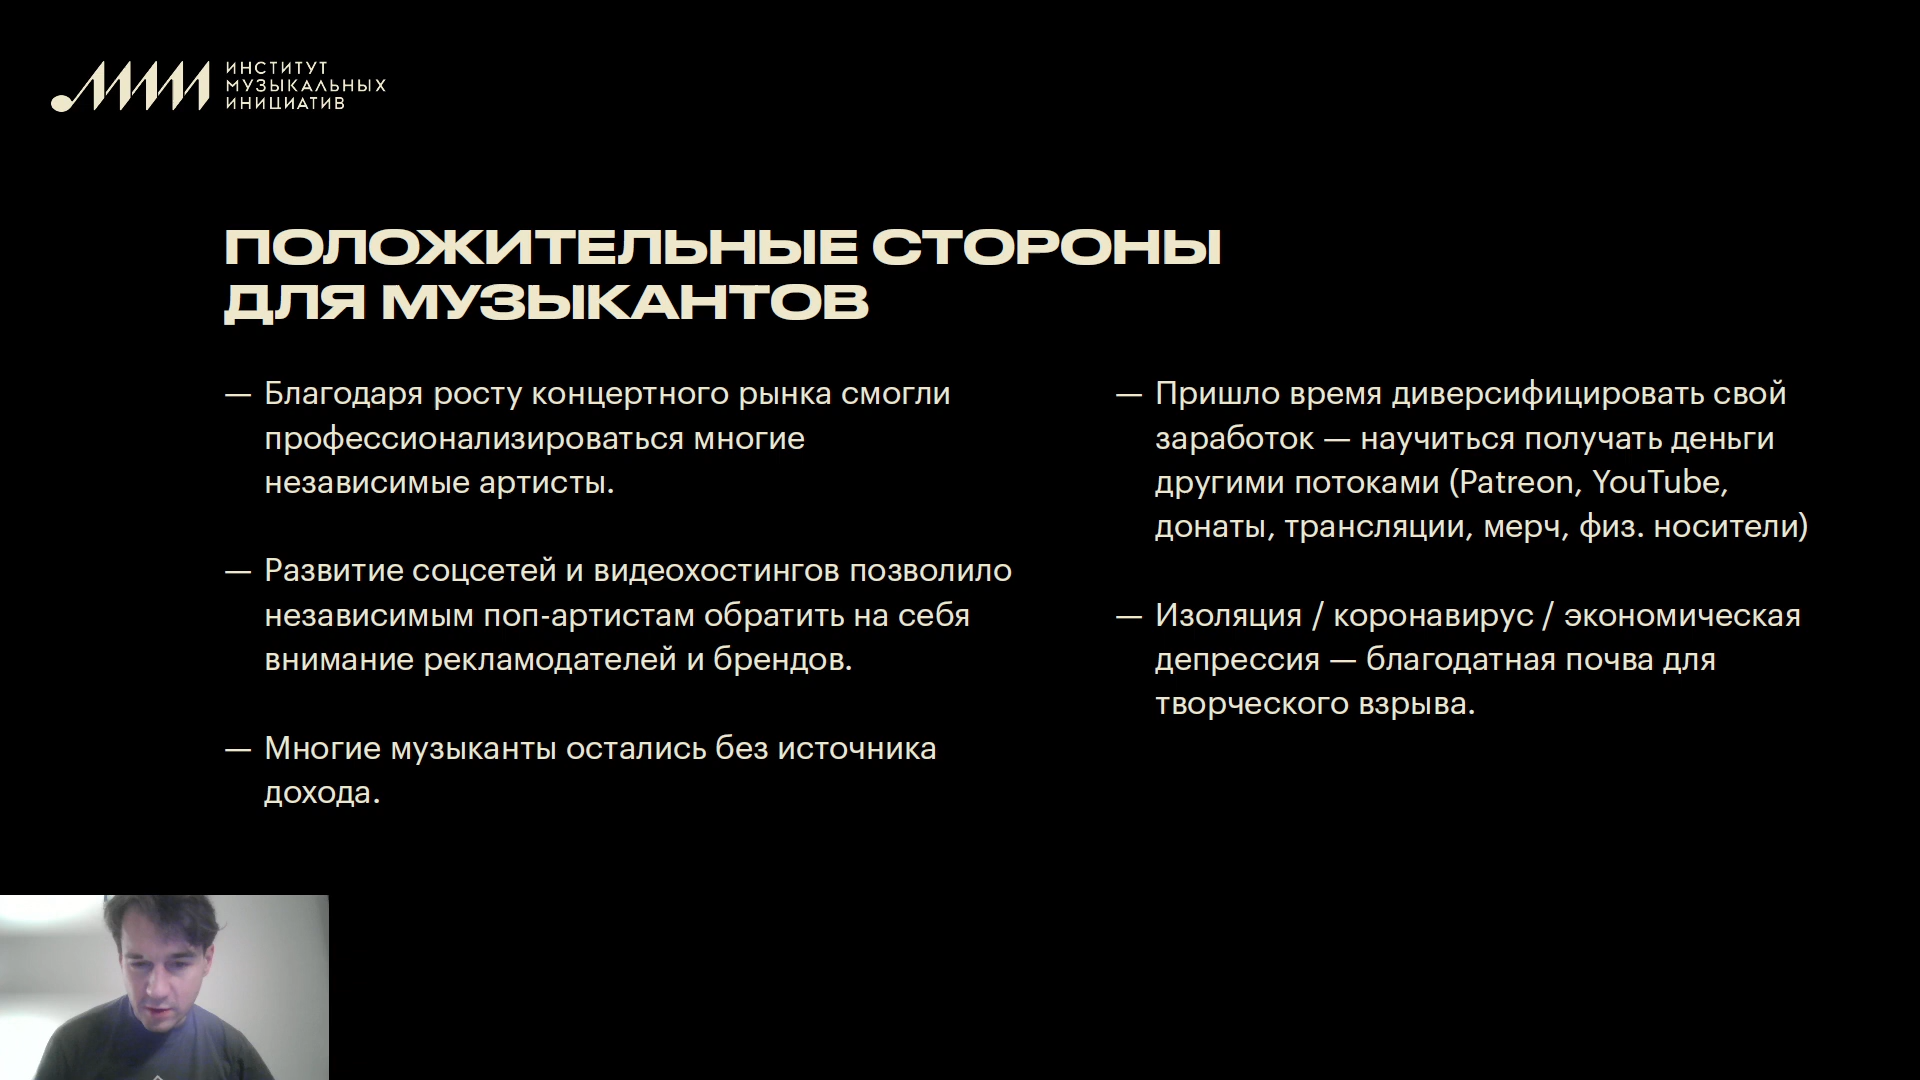 ИНСТИТУТ
МУЗЫКАЛЬНЫХ
ИНИЦИАТИВ
ПОЛОЖИТЕЛЬНЫЕ СТОРОНЫ
ДЛЯ МУЗЫКАНТОВ
— Благодаря росту концертного рынка смогли
профессионализироваться многие
независимые артисты.
— Развитие соцсетей и видеохостингов позволило
независимым поп-артистам обратить на себя
внимание рекламодателей и брендов.
— Многие музыканты остались без источника
дохода.
— Пришло время диверсифицировать свой
заработок — научиться получать деньги
другими потоками (Patreon, YouTube,
донаты, трансляции, мерч, физ. носители)
— Изоляция / коронавирус / экономическая
депрессия — благодатная почва для
творческого взрыва.